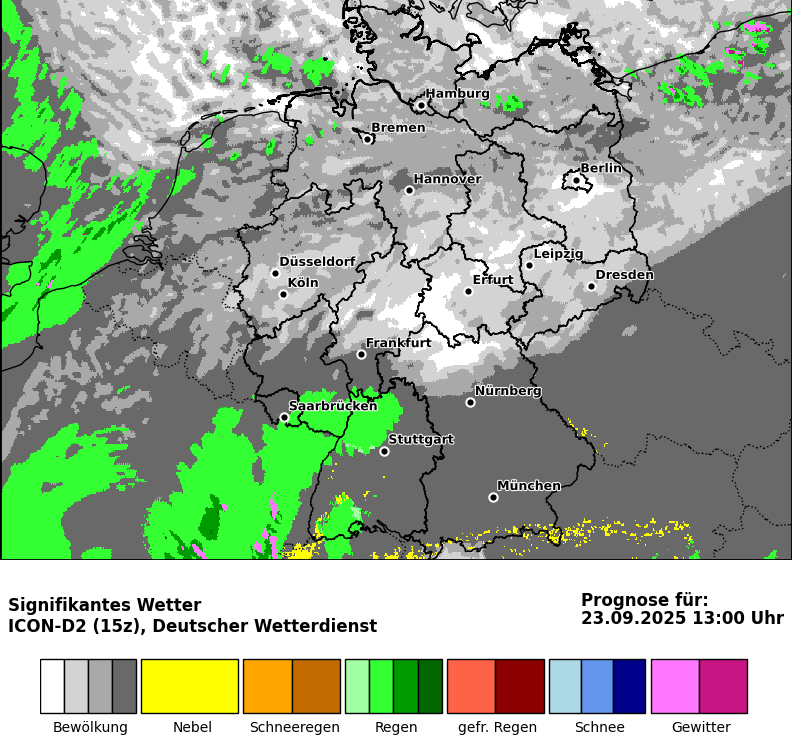 Hamburg
Bremen
Berlin
Hannover
Leipzig
Düsseldorf
Dresden
Köln
Erfurt
Frankfurt
Nürnberg
Saarbrücken
Stuttgart
München
Signifikantes Wetter
ICON-D2 (15z), Deutscher Wetterdienst
Prognose für:
23.09.2025 13:00 Uhr
Bewölkung
Nebel
Schneeregen
Regen
gefr. Regen
Schnee
Gewitter